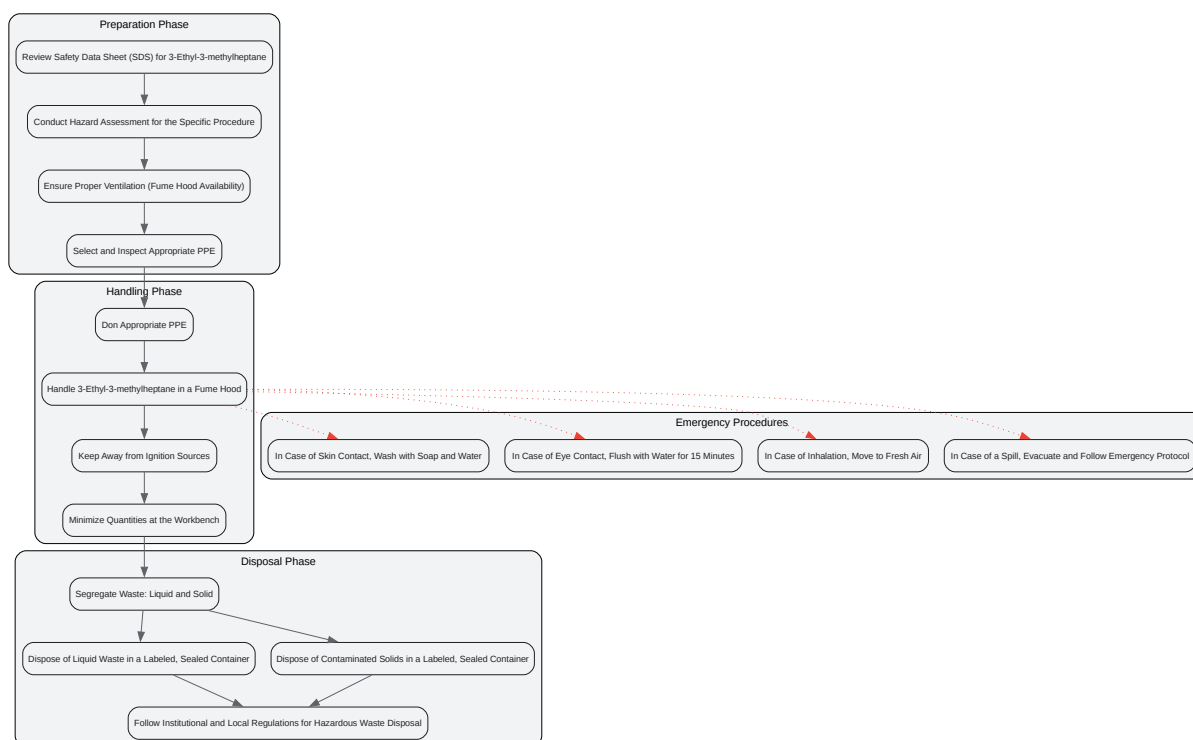 Preparation Phase
Review Safety Data Sheet (SDS) for 3-Ethyl-3-methylheptane
Conduct Hazard Assessment for the Specific Procedure
Ensure Proper Ventilation (Fume Hood Availability)
Select and Inspect Appropriate PPE
Handling Phase
Don Appropriate PPE
Handle 3-Ethyl-3-methylheptane in a Fume Hood
Keep Away from Ignition Sources
Minimize Quantities at the Workbench
Emergency Procedures
In Case of Skin Contact, Wash with Soap and Water
In Case of Eye Contact, Flush with Water for 15 Minutes
In Case of Inhalation, Move to Fresh Air
In Case of a Spill, Evacuate and Follow Emergency Protocol
Disposal Phase
Segregate Waste: Liquid and Solid
Dispose of Liquid Waste in a Labeled, Sealed Container
Dispose of Contaminated Solids in a Labeled, Sealed Container
Follow Institutional and Local Regulations for Hazardous Waste Disposal